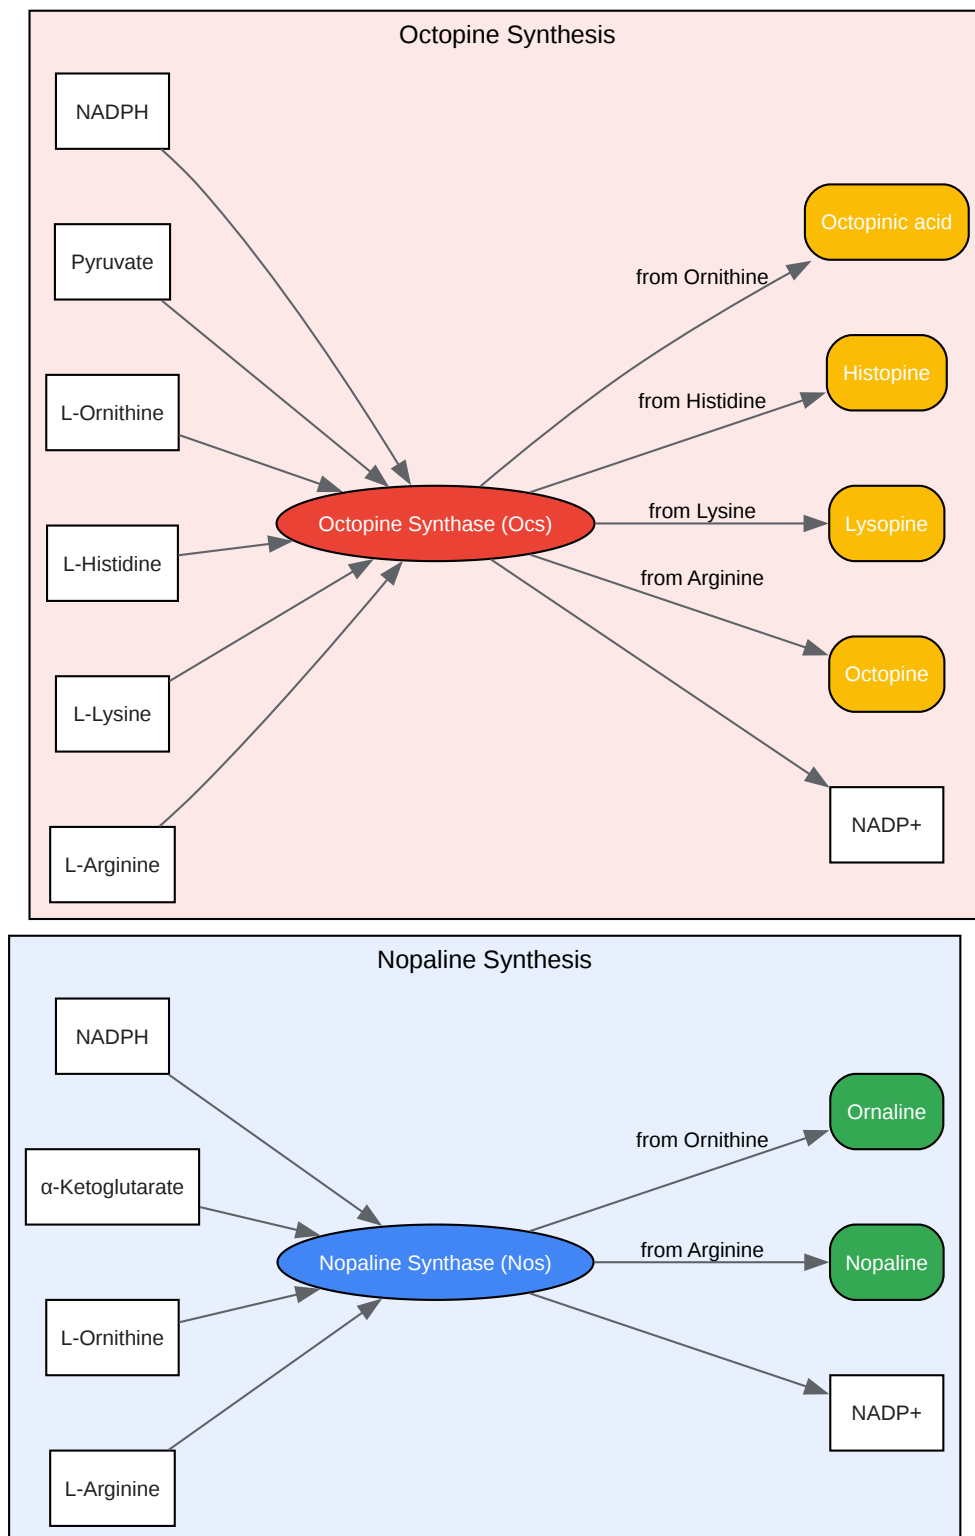 Octopine Synthesis
NADPH
Pyruvate
L-Ornithine
L-Histidine
L-Lysine
L-Arginine
Octopine Synthase (Ocs)
from Ornithine
from Histidine
from Lysine
from Arginine
Octopinic acid
Histopine
Lysopine
Octopine
NADP+
Nopaline Synthesis
NADPH
α-Ketoglutarate
L-Ornithine
L-Arginine
Nopaline Synthase (Nos)
from Ornithine
from Arginine
Ornaline
Nopaline
NADP+